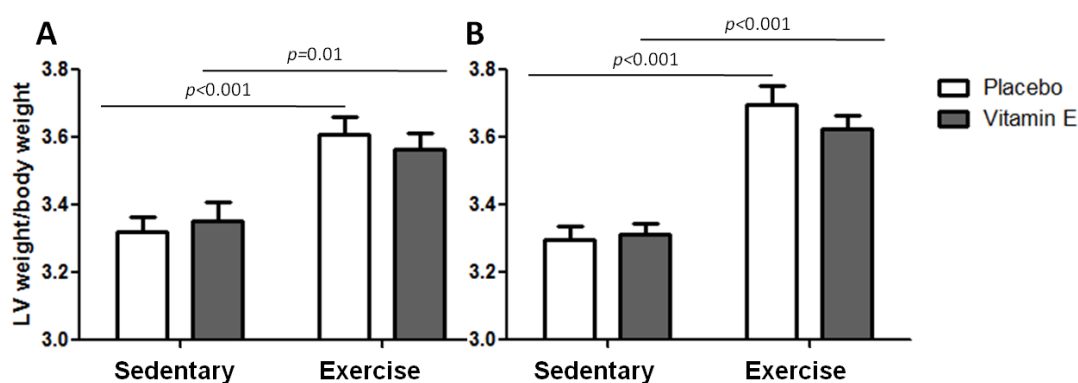 A
p=0.01
p<0.001
LV weight/body weight
3.8
3.6
3.4
3.2
3.0
Sedentary
Exercise
B
p<0.001
p<0.001
3.8
3.6
3.4
3.2
3.0
Sedentary
Exercise
Placebo
Vitamin E